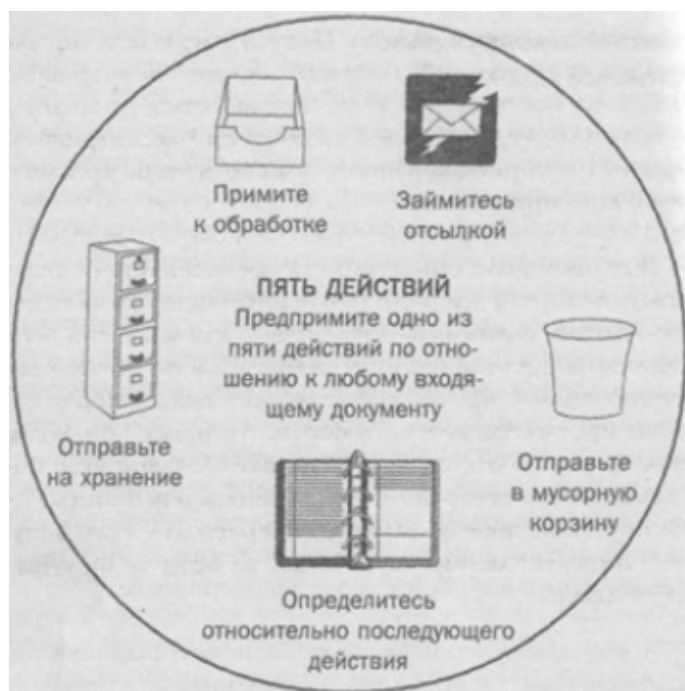 Примите
к обработке
Займитесь
отсылкой
ПЯТЬ ДЕЙСТВИЙ
Предпримите одно из
пяти действий по отно-
шению к любому входя-
щему документу
Отправьте
на хранение
Отправьте
в мусорную
корзину
Определитесь
относительно последующего
действия